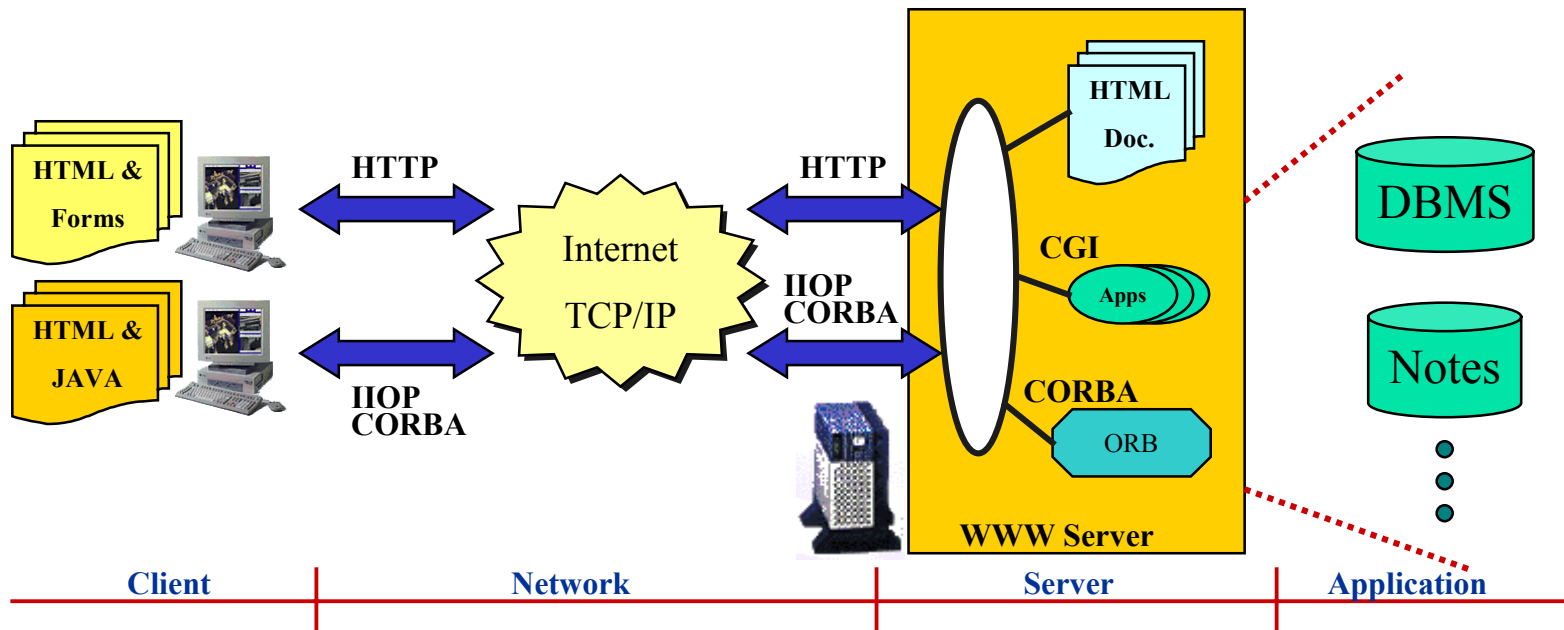 HTML &
Forms
HTML &
JAVA
HTTP
IIOP
CORBA
Internet
TCP/IP
HTTP
IIOP
CORBA
HTML
Doc.
CGI
Apps
CORBA
ORB
WWW Server
DBMS
Notes
Client
Network
Server
Application